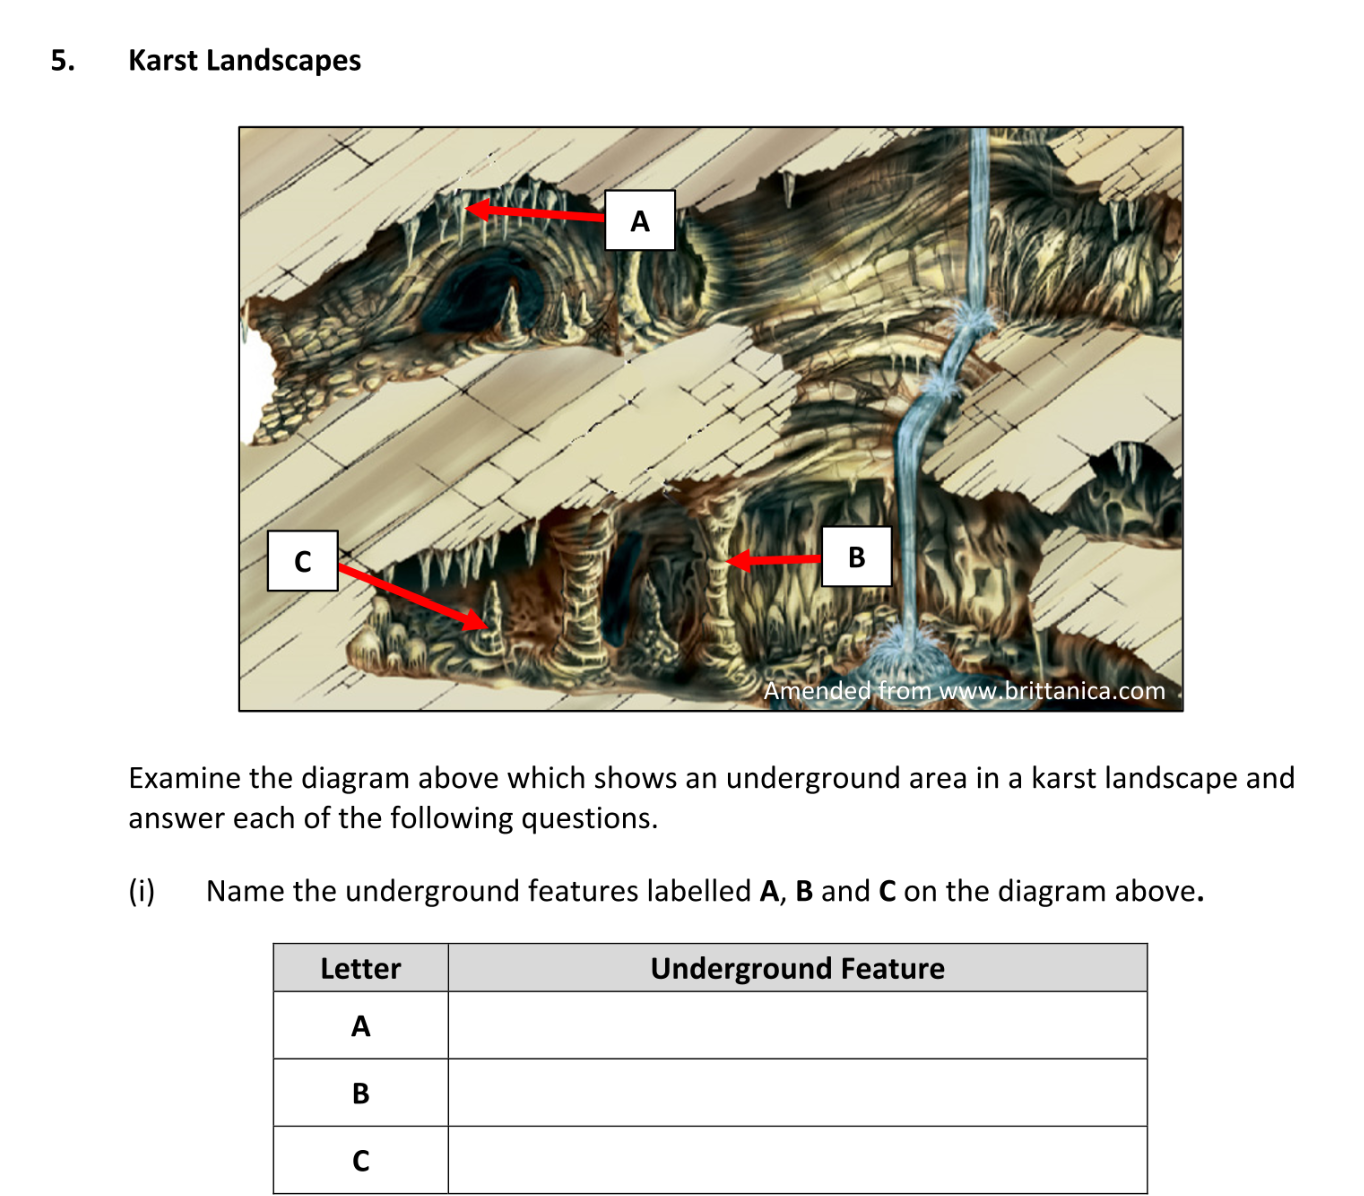 5. Karst Landscapes
A
C
B
Amended from www.brittanica.com
Examine the diagram above which shows an underground area in a karst landscape and
answer each of the following questions.
(i) Name the underground features labelled A, B and C on the diagram above.
Letter Underground Feature
A
B
C